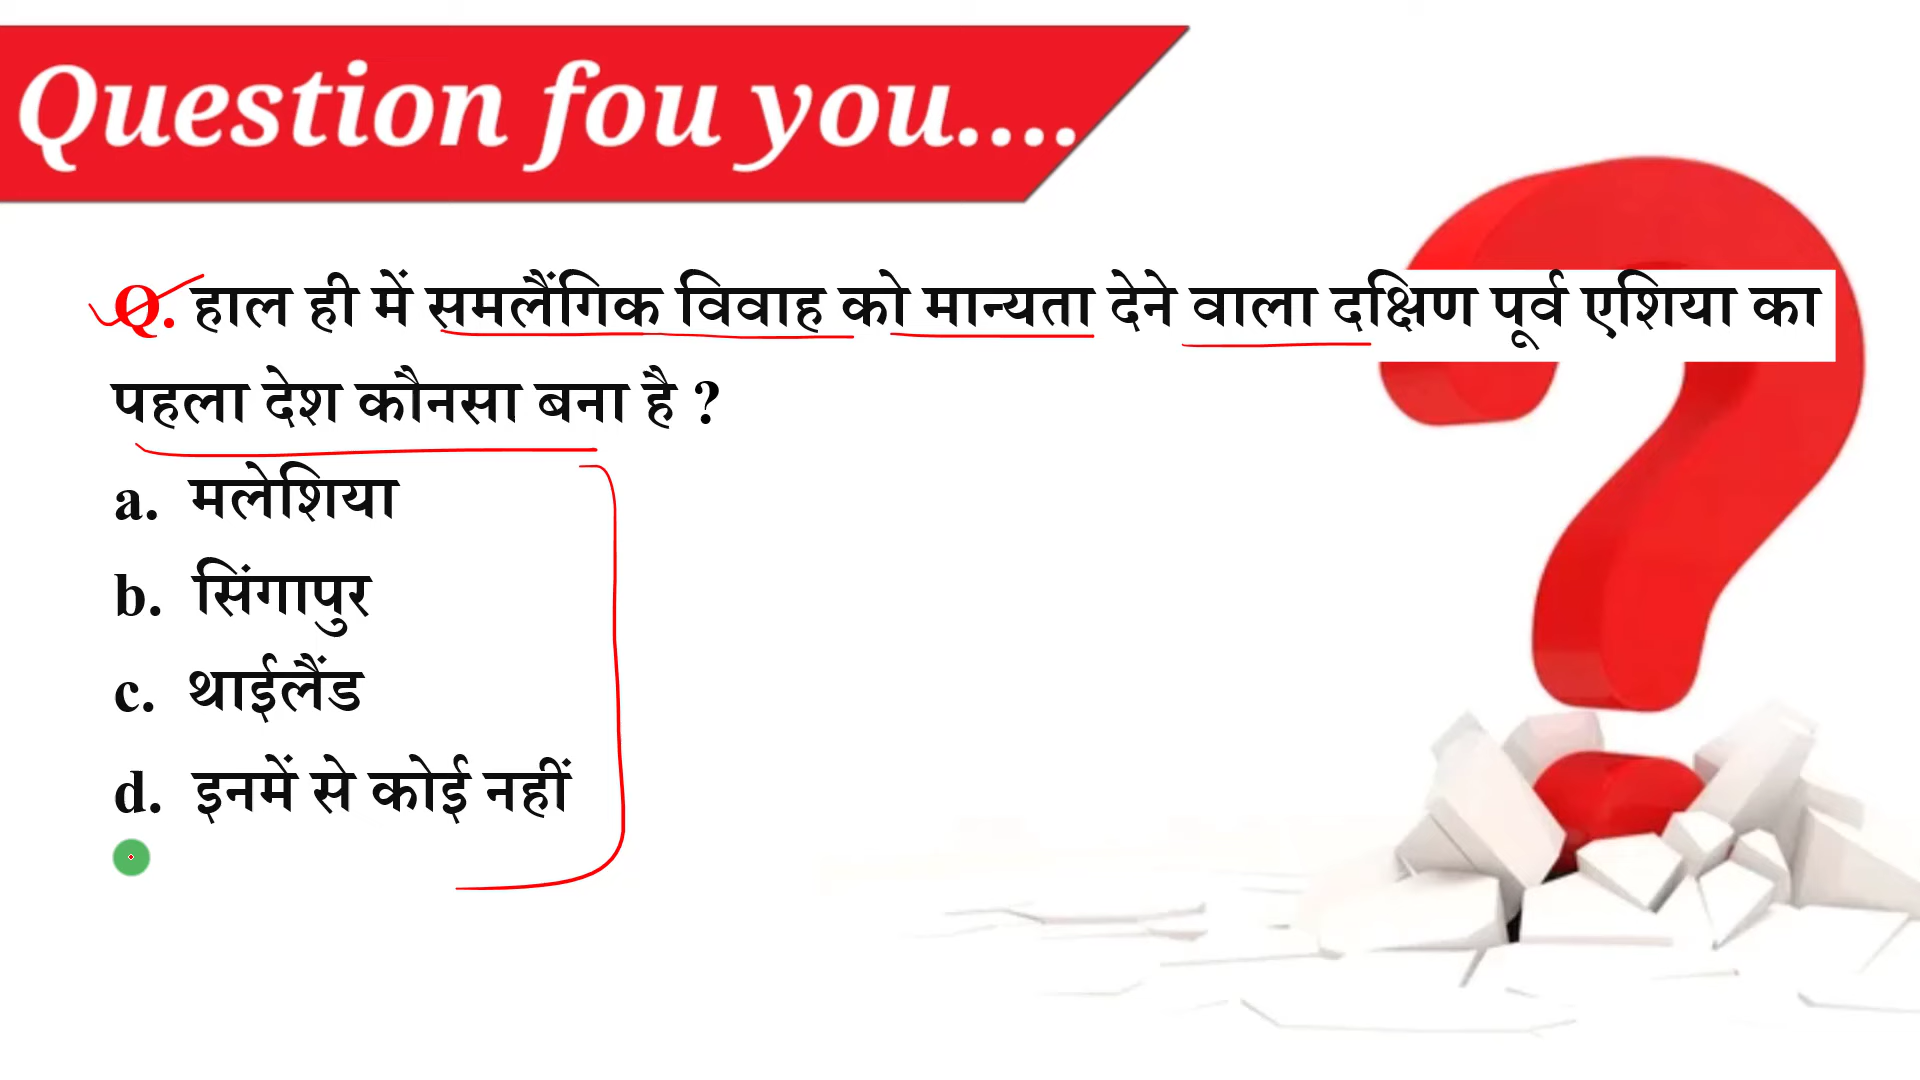 Question fou you....
Q. हाल ही में समलैंगिक विवाह को मान्यता देने वाला दक्षिण पूर्व एशिया का
पहला देश कौनसा बना है ?
a. मलेशिया
b. सिंगापुर
c. थाईलैंड
d. इनमें से कोई नहीं